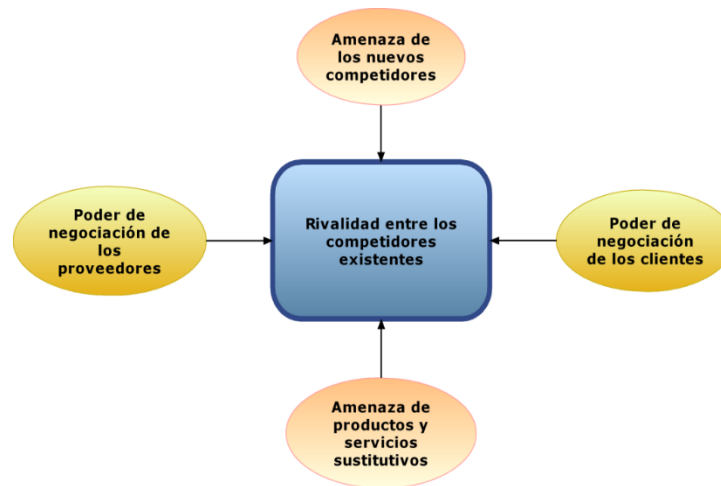 Amenaza de
los nuevos
competidores
Poder de
negociación de
los
proveedores
Rivalidad entre los
competidores
existentes
Poder de
negociación
de los clientes
Amenaza de
productos y
servicios
sustitutivos